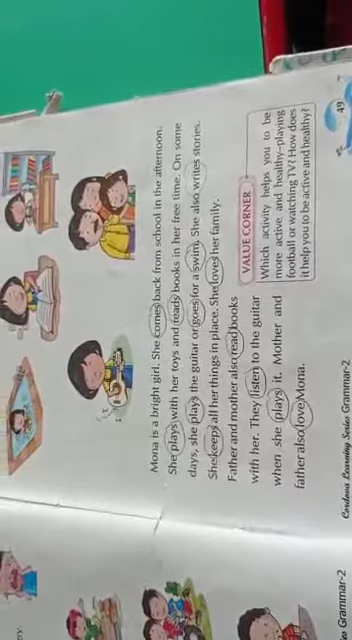 Mona is a bright girl. She comes back from school in the afternoon.
She plays with her toys and reads books in her free time. On some
days, she plays the guitar or goes for a swim. She also writes stories.
She keeps all her things in place. She loves her family.
Father and mother also read books
with her. They listen to the guitar
when she plays it. Mother and
father also love Mona.
VALUE CORNER
Which activity helps you to be
more active and healthy–playing
football or watching TV? How does
it help you to be active and healthy?
Cordova Learning Series Grammar-2
49
Grammar-2